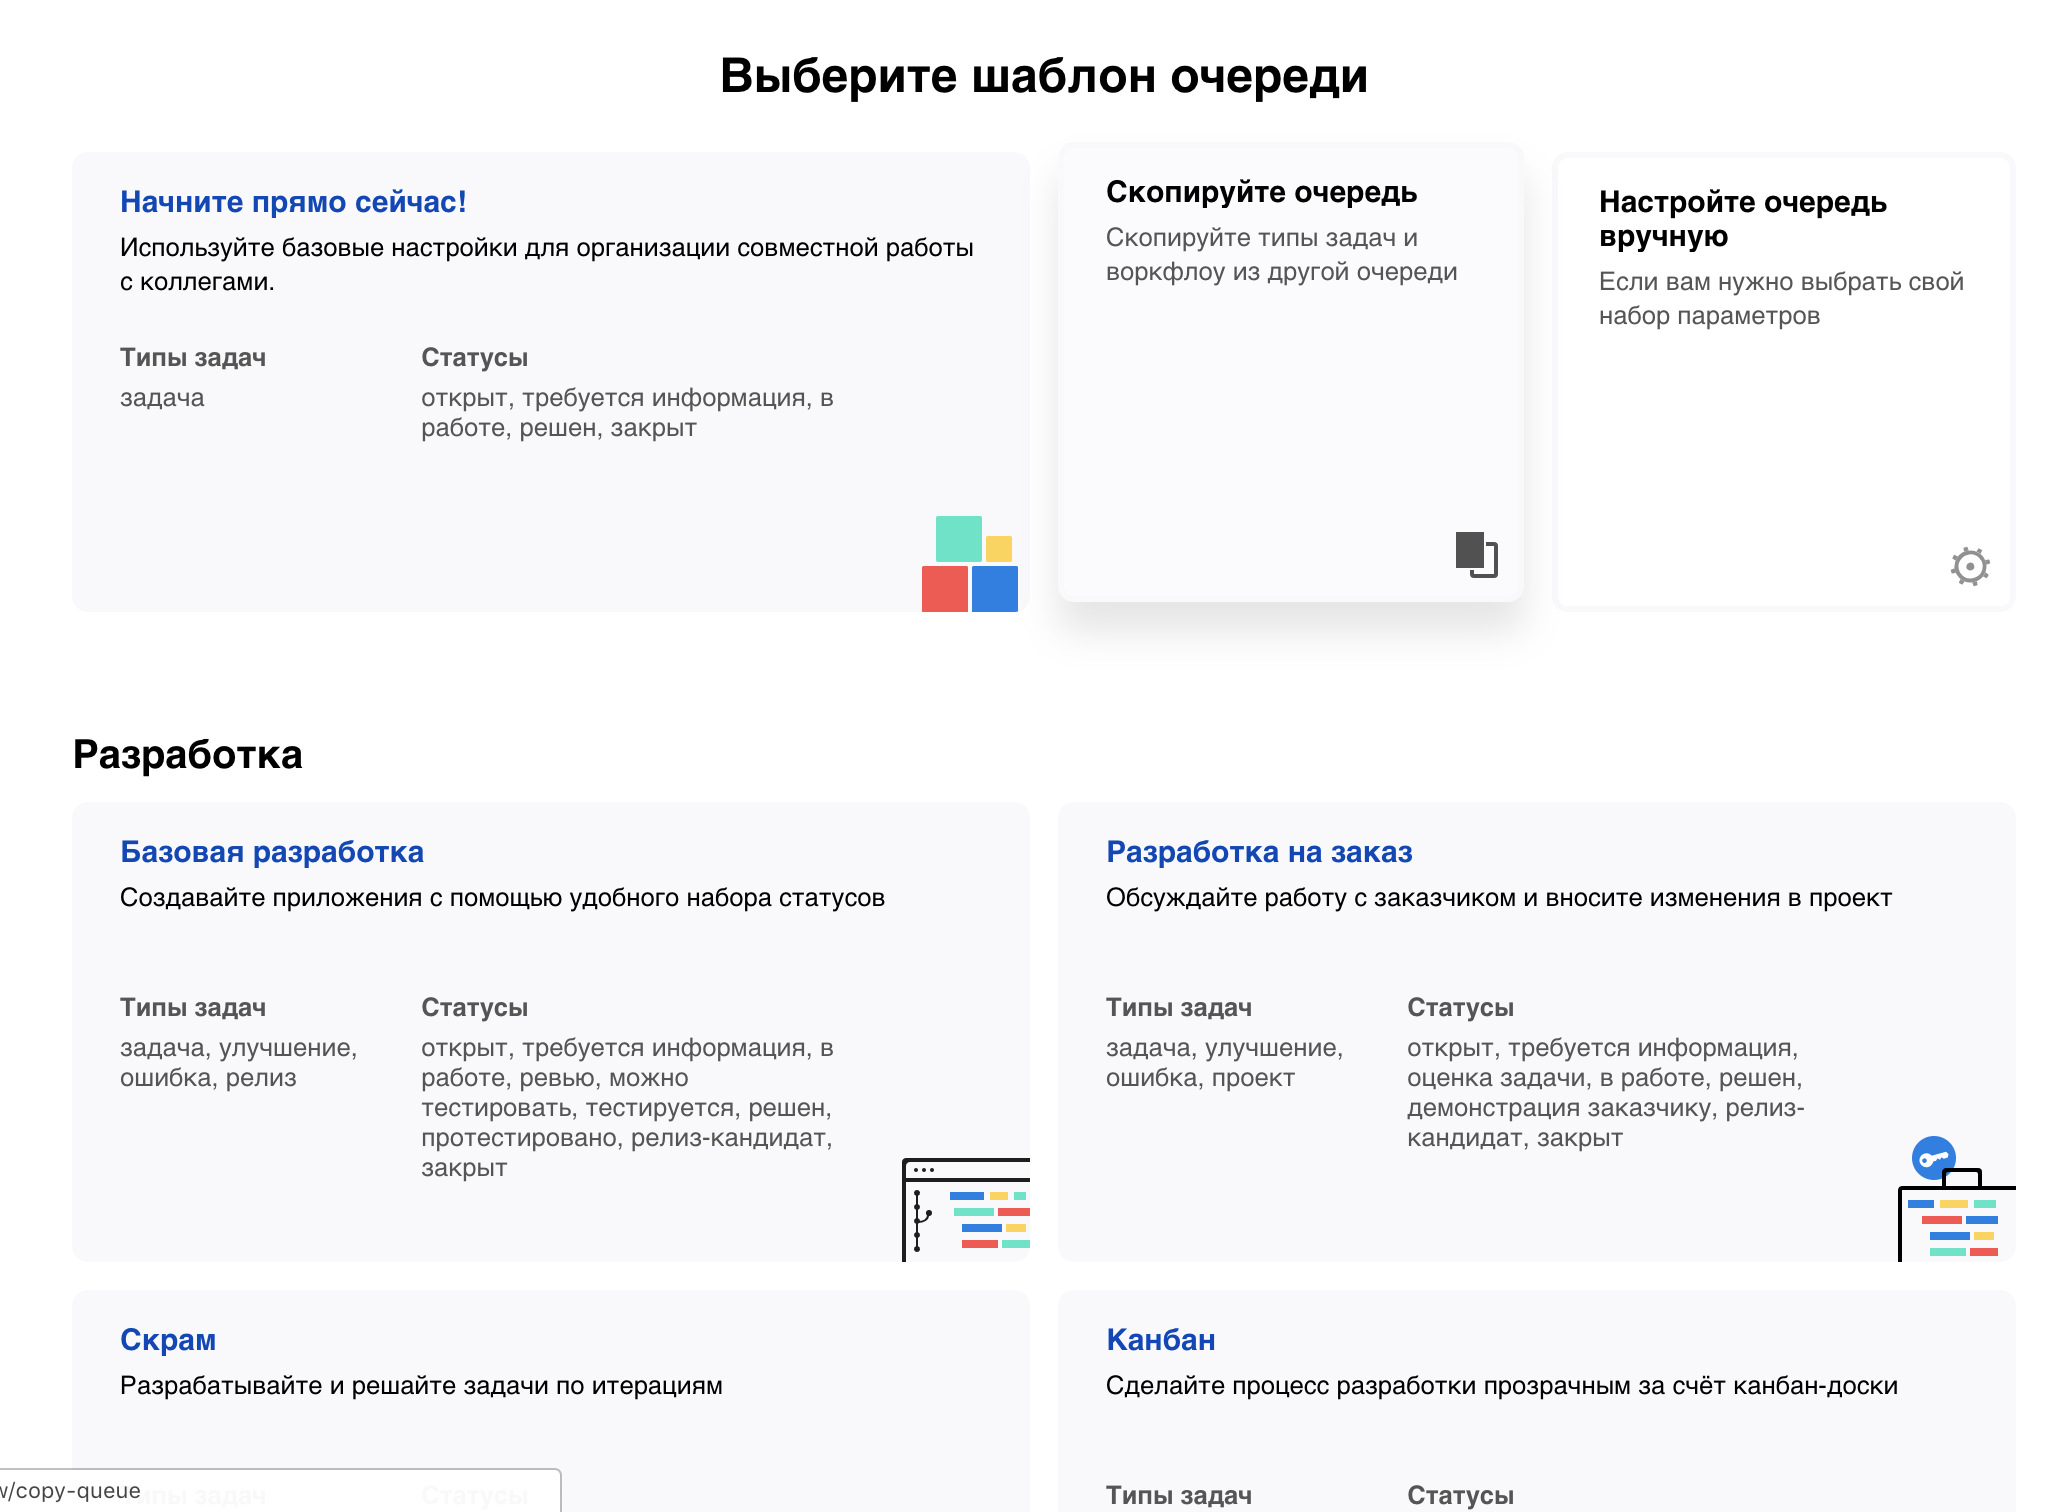 Выберите шаблон очереди
Начните прямо сейчас!
Используйте базовые настройки для организации совместной работы
с коллегами.
Типы задач
задача
Статусы
открыт, требуется информация, в
работе, решен, закрыт
Скопируйте очередь
Скопируйте типы задач и
воркфлоу из другой очереди
Настройте очередь
вручную
Если вам нужно выбрать свой
набор параметров
Разработка
Базовая разработка
Создавайте приложения с помощью удобного набора статусов
Типы задач
задача, улучшение,
ошибка, релиз
Статусы
открыт, требуется информация, в
работе, ревью, можно
тестировать, тестируется, решен,
протестировано, релиз-кандидат,
закрыт
Разработка на заказ
Обсуждайте работу с заказчиком и вносите изменения в проект
Типы задач
задача, улучшение,
ошибка, проект
Статусы
открыт, требуется информация,
оценка задачи, в работе, решен,
демонстрация заказчику, релиз-
кандидат, закрыт
Скрам
Разрабатывайте и решайте задачи по итерациям
Типы задач
Статусы
Канбан
Сделайте процесс разработки прозрачным за счёт канбан-доски
Типы задач
Статусы
/copy-queue